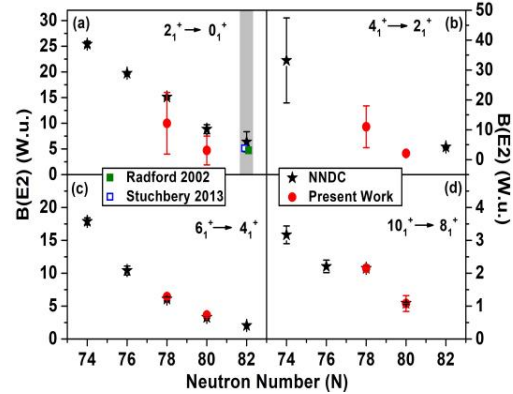 (a)
2₁⁺ → 0₁⁺
(b)
4₁⁺ → 2₁⁺
30
25
20
15
10
5
0
50
40
30
20
10
0
B(E2) (W.u.)
B(E2) (W.u.)
Radford 2002
Stuchbery 2013
NNDC
Present Work
(c)
6₁⁺ → 4₁⁺
(d)
10₁⁺ → 8₁⁺
20
15
10
5
0
4
3
2
1
0
74 76 78 80 82 74 76 78 80 82
Neutron Number (N)